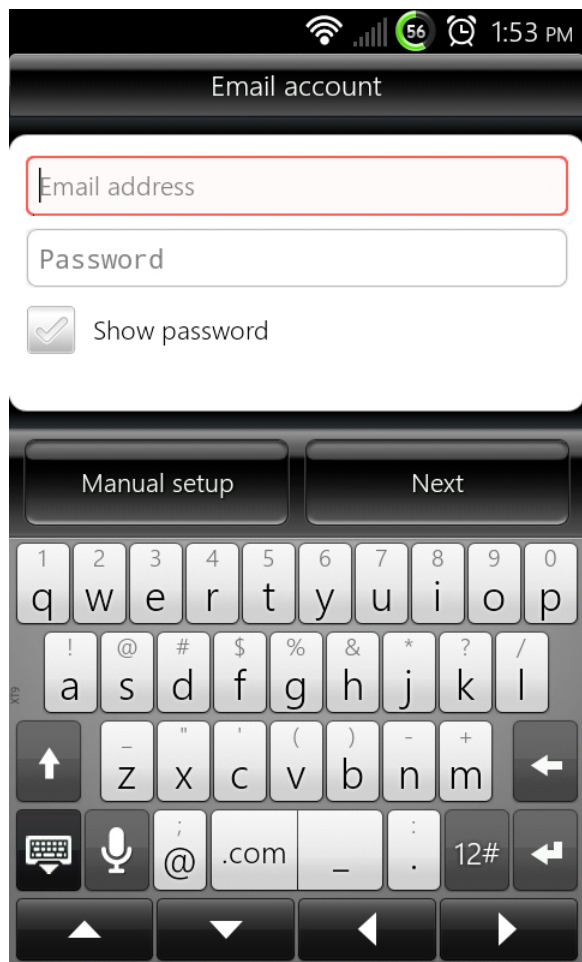 56 1:53 PM
Email account
Email address
Password
Show password
Manual setup Next
1 2 3 4 5 6 7 8 9 0
q w e r t y u i o p
! @ # $ % & * ? /
a s d f g h j k l
XT9
_ " ' ( ) - +
z x c v b n m
; :
@ .com _ . 12#